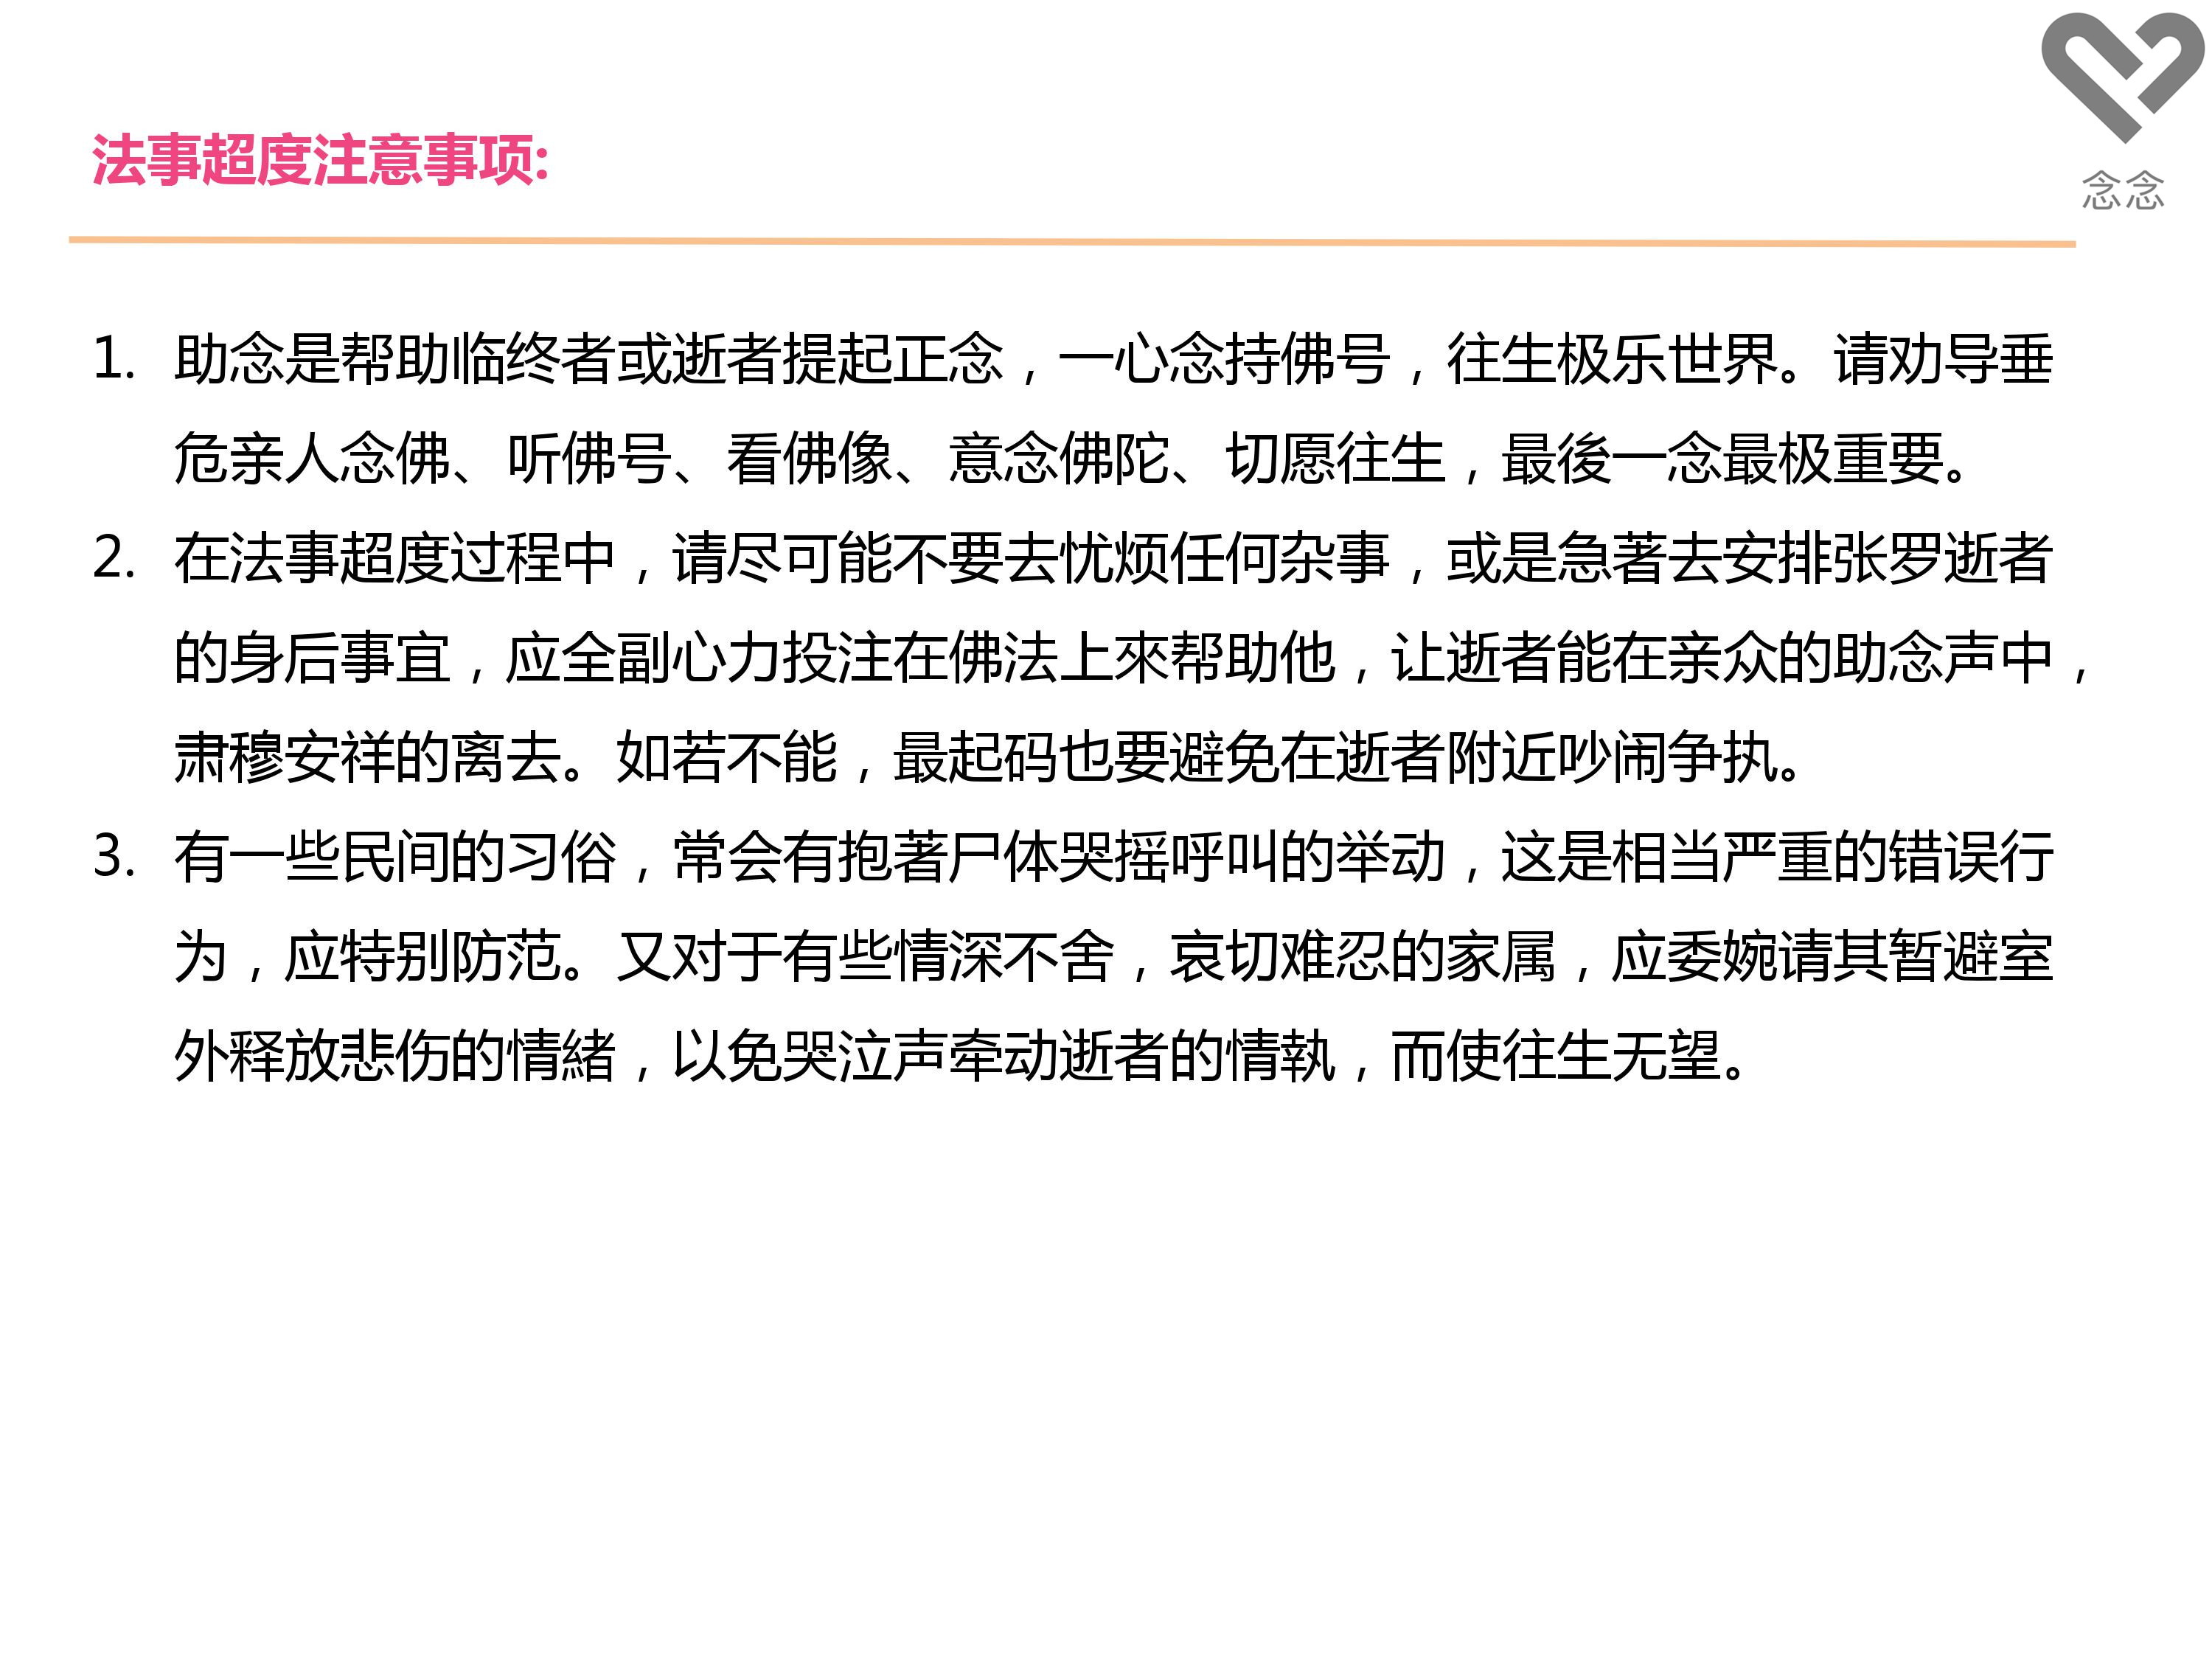 念念
法事超度注意事项:
1. 助念是帮助临终者或逝者提起正念，一心念持佛号，往生极乐世界。请劝导垂
危亲人念佛、听佛号、看佛像、意念佛陀、切愿往生，最後一念最极重要。
2. 在法事超度过程中，请尽可能不要去忧烦任何杂事，或是急著去安排张罗逝者
的身后事宜，应全副心力投注在佛法上來帮助他，让逝者能在亲众的助念声中，
肃穆安祥的离去。如若不能，最起码也要避免在逝者附近吵闹争执。
3. 有一些民间的习俗，常会有抱著尸体哭摇呼叫的举动，这是相当严重的错误行
为，应特别防范。又对于有些情深不舍，哀切难忍的家属，应委婉请其暂避室
外释放悲伤的情緒，以免哭泣声牵动逝者的情執，而使往生无望。